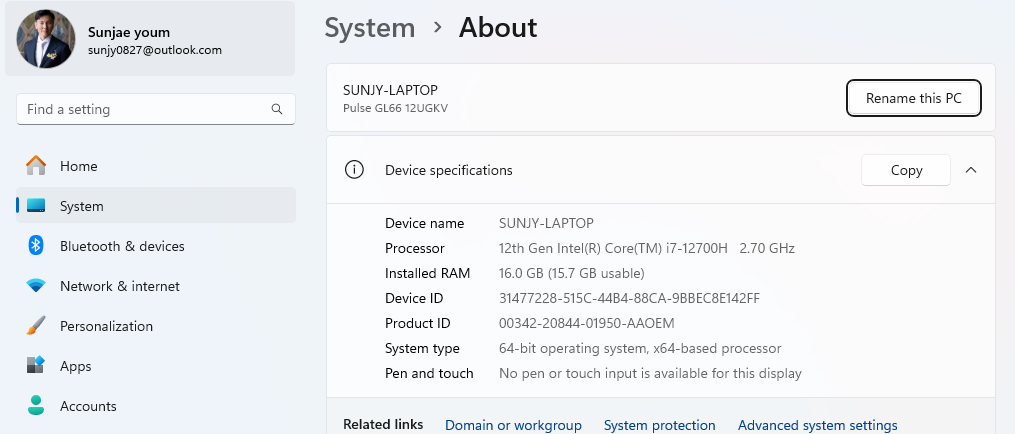 Sunjae youm
sunjy0827@outlook.com
Find a setting
Home
System
Bluetooth & devices
Network & internet
Personalization
Apps
Accounts
System > About
SUNJY-LAPTOP
Pulse GL66 12UGKV
Rename this PC
Device specifications
Copy
Device name SUNJY-LAPTOP
Processor 12th Gen Intel(R) Core(TM) i7-12700H 2.70 GHz
Installed RAM 16.0 GB (15.7 GB usable)
Device ID 31477228-515C-44B4-88CA-9BBEC8E142FF
Product ID 00342-20844-01950-AAOEM
System type 64-bit operating system, x64-based processor
Pen and touch No pen or touch input is available for this display
Related links Domain or workgroup System protection Advanced system settings